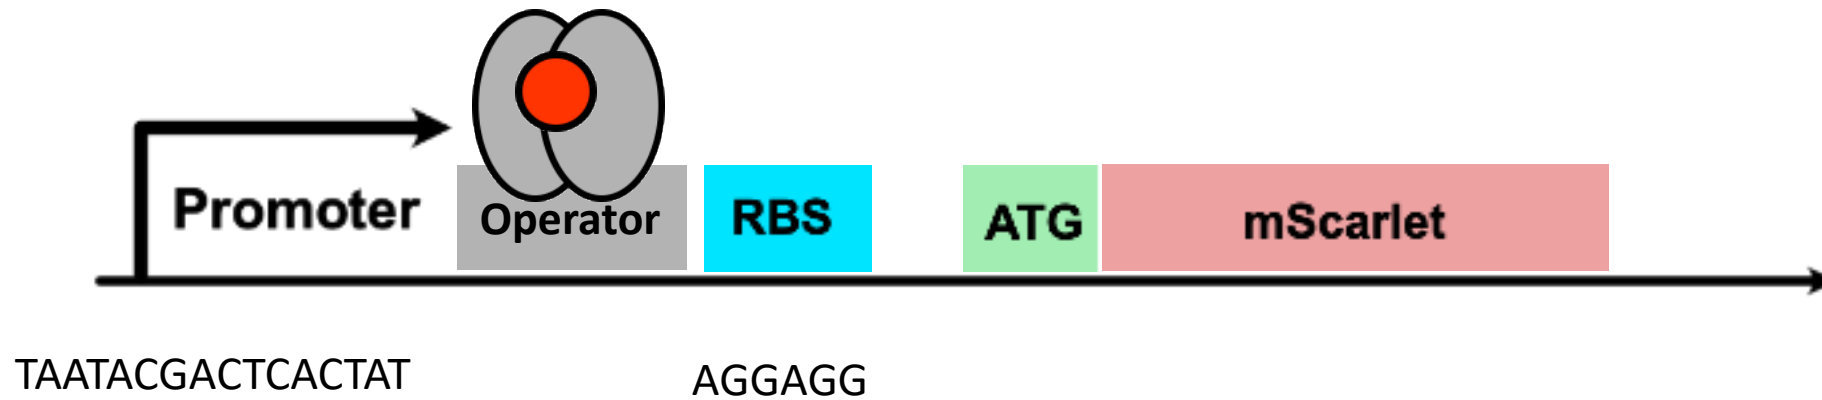 Promoter Operator RBS ATG mScarlet
TAATACGACTCACTAT AGGAGG